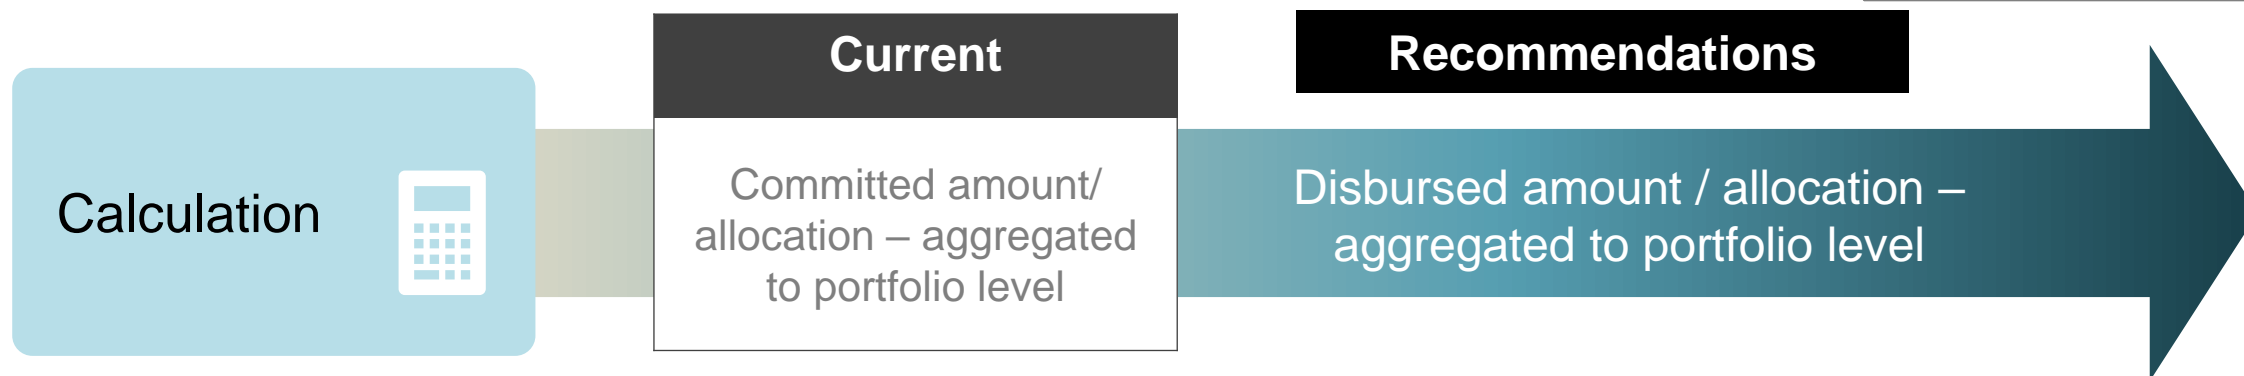 Calculation
Current
Committed amount/
allocation – aggregated
to portfolio level
Recommendations
Disbursed amount / allocation –
aggregated to portfolio level